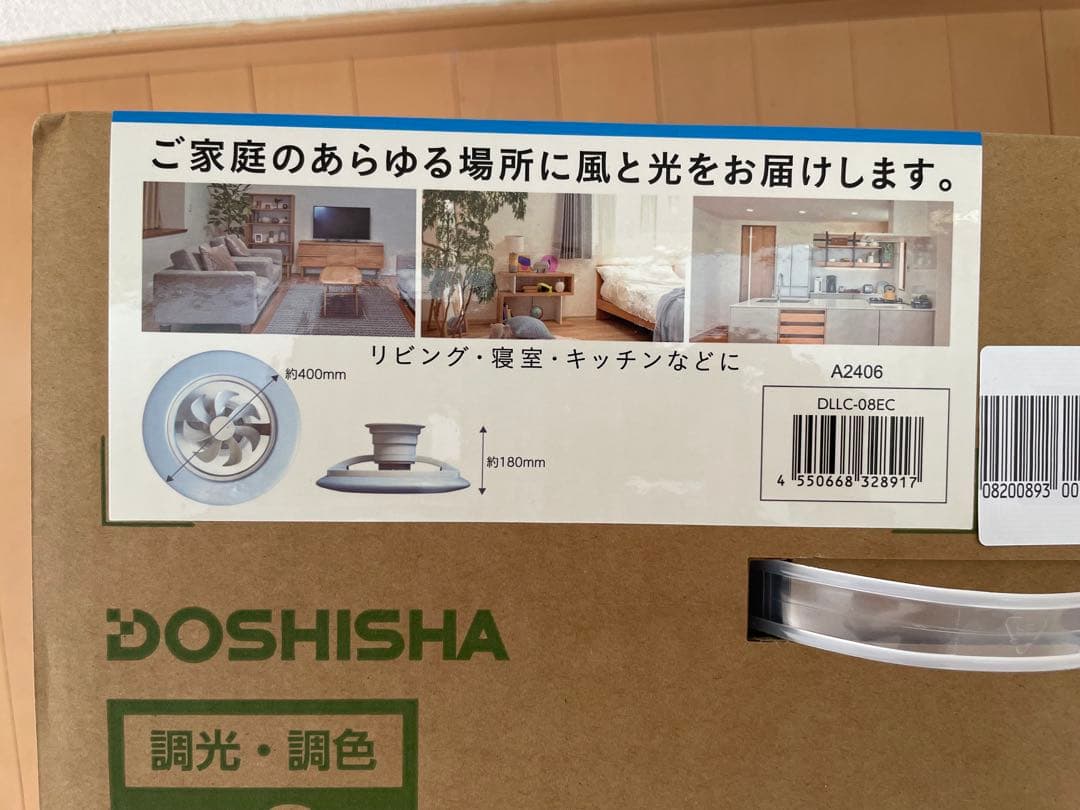 ご家庭のあらゆる場所に風と光をお届けします。
リビング・寝室・キッチンなどに
約400mm
約180mm
A2406
DLLC-08EC
4 550668 328917
08200893 00
DOSHISHA
調光・調色